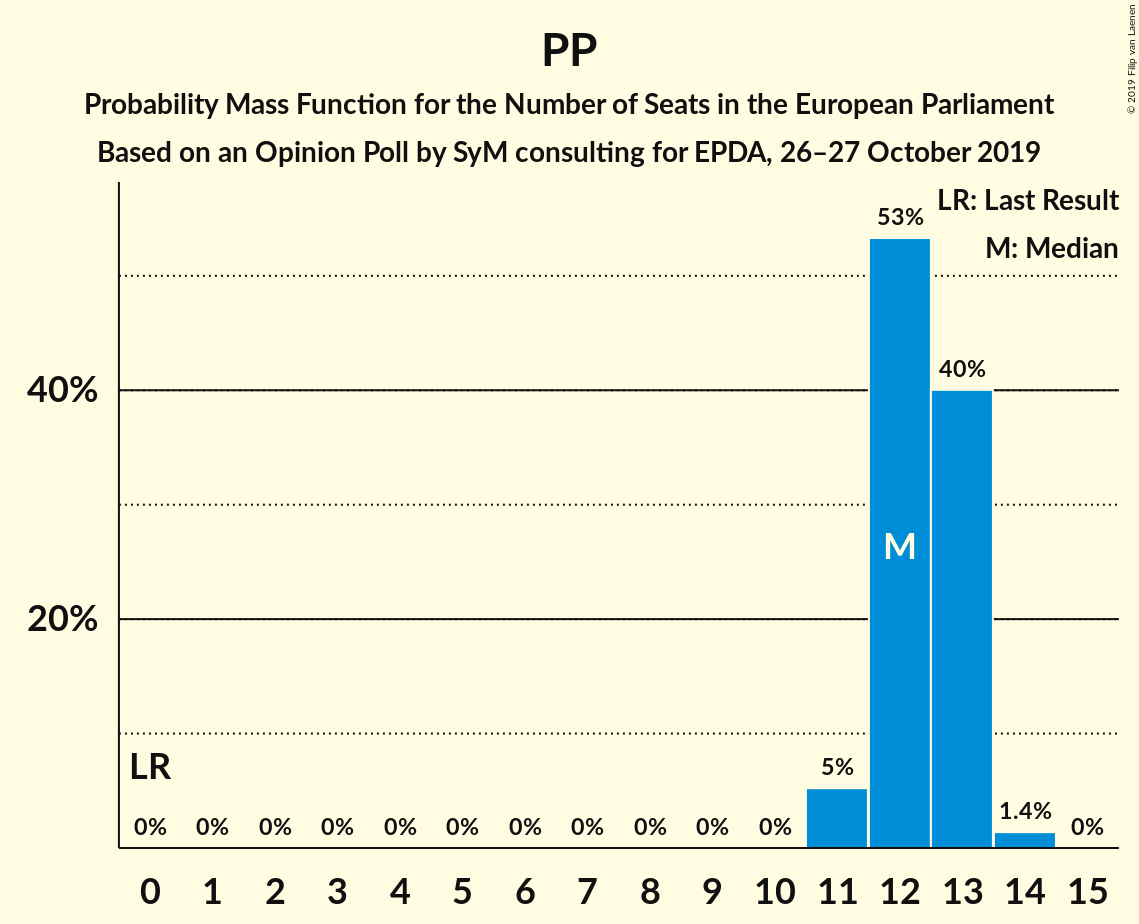 PP
Probability Mass Function for the Number of Seats in the European Parliament
Based on an Opinion Poll by SyM consulting for EPDA, 26–27 October 2019
© 2019 Filip van Laenen
LR: Last Result
M: Median
53%
40%
40%
M
20%
LR
5%
1.4%
0% 0% 0% 0% 0% 0% 0% 0% 0% 0% 0% 0%
0 1 2 3 4 5 6 7 8 9 10 11 12 13 14 15